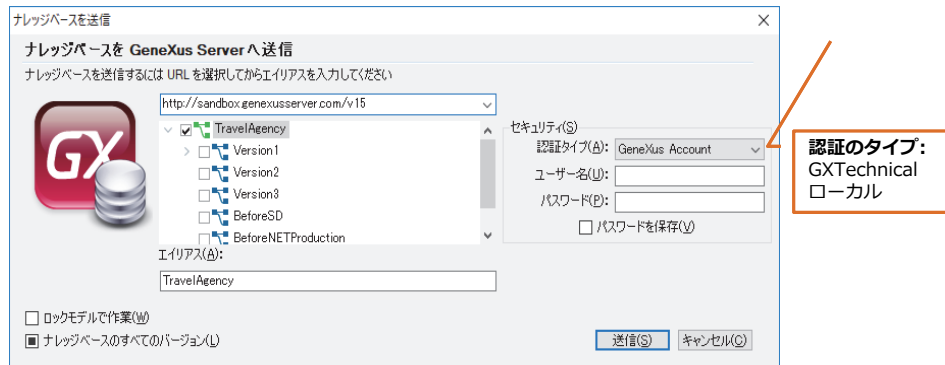 ナレッジベースを送信
ナレッジベースを GeneXus Serverへ送信
ナレッジベースを送信するには URL を選択してからエイリアスを入力してください
http://sandbox.genexusserver.com/v15
TravelAgency
Version1
Version2
Version3
BeforeSD
BeforeNETProduction
エイリアス(A):
TravelAgency
セキュリティ(S)
認証タイプ(A): GeneXus Account
ユーザー名(U):
パスワード(P):
パスワードを保存(V)
認証のタイプ:
GXTechnical
ローカル
GX
ロックモデルで作業(W)
ナレッジベースのすべてのバージョン(L)
送信(S) キャンセル(C)